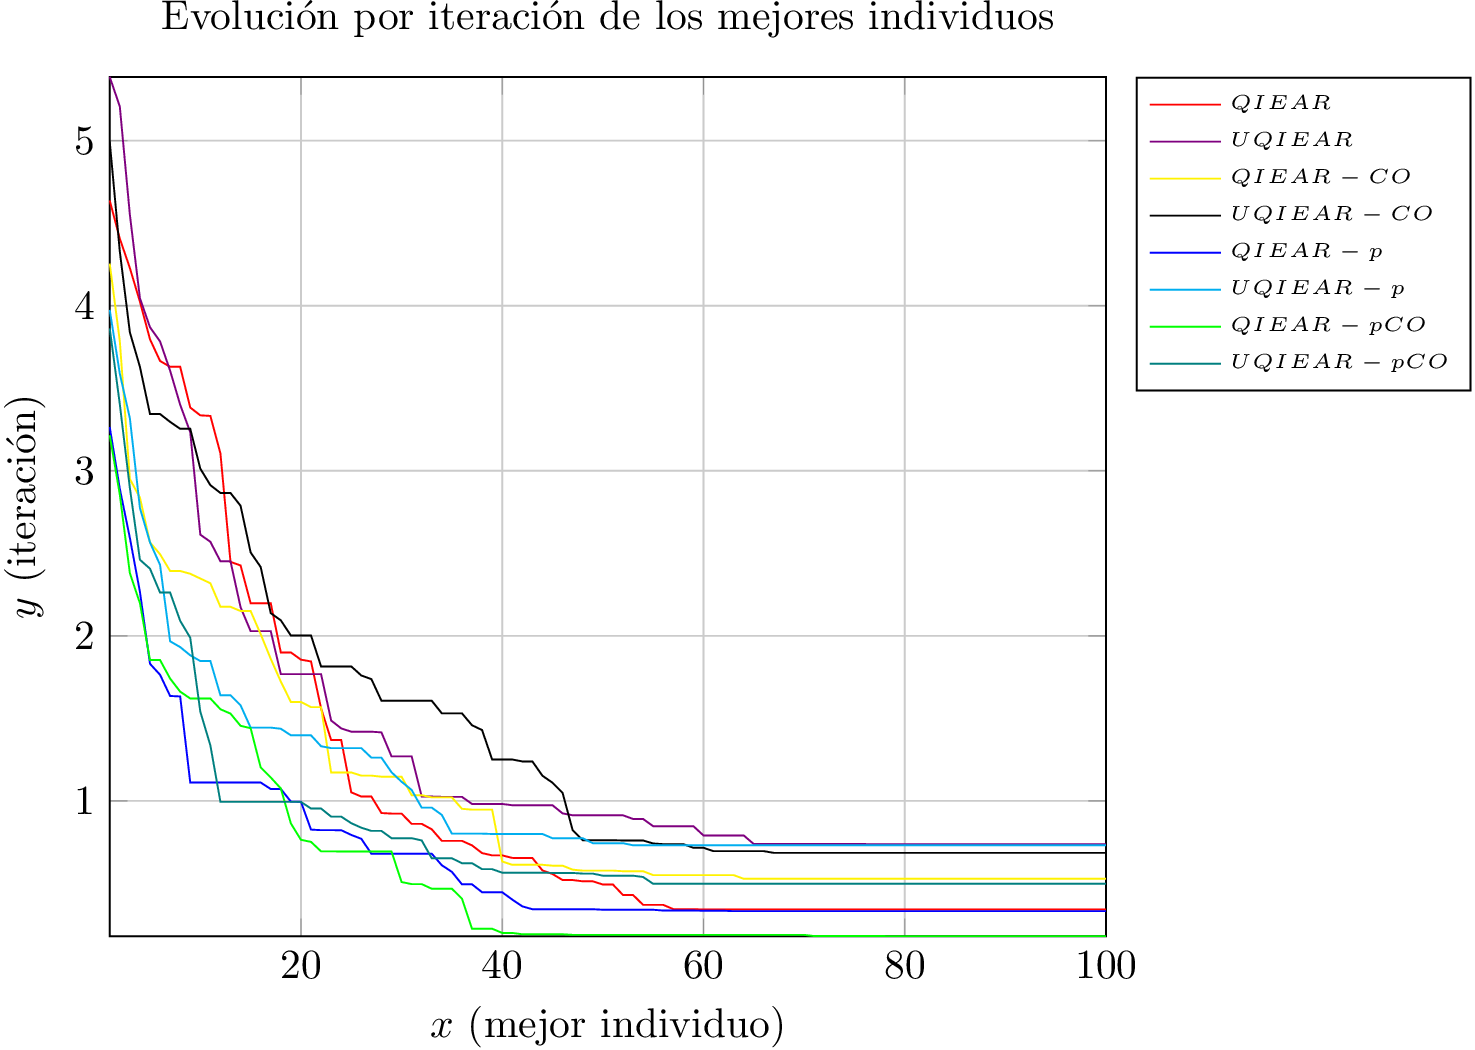 Evolución por iteración de los mejores individuos
5
4
3
2
1
y (iteración)
20 40 60 80 100
x (mejor individuo)
QIEAR
UQIEAR
QIEAR − CO
UQIEAR − CO
QIEAR − p
UQIEAR − p
QIEAR − pCO
UQIEAR − pCO